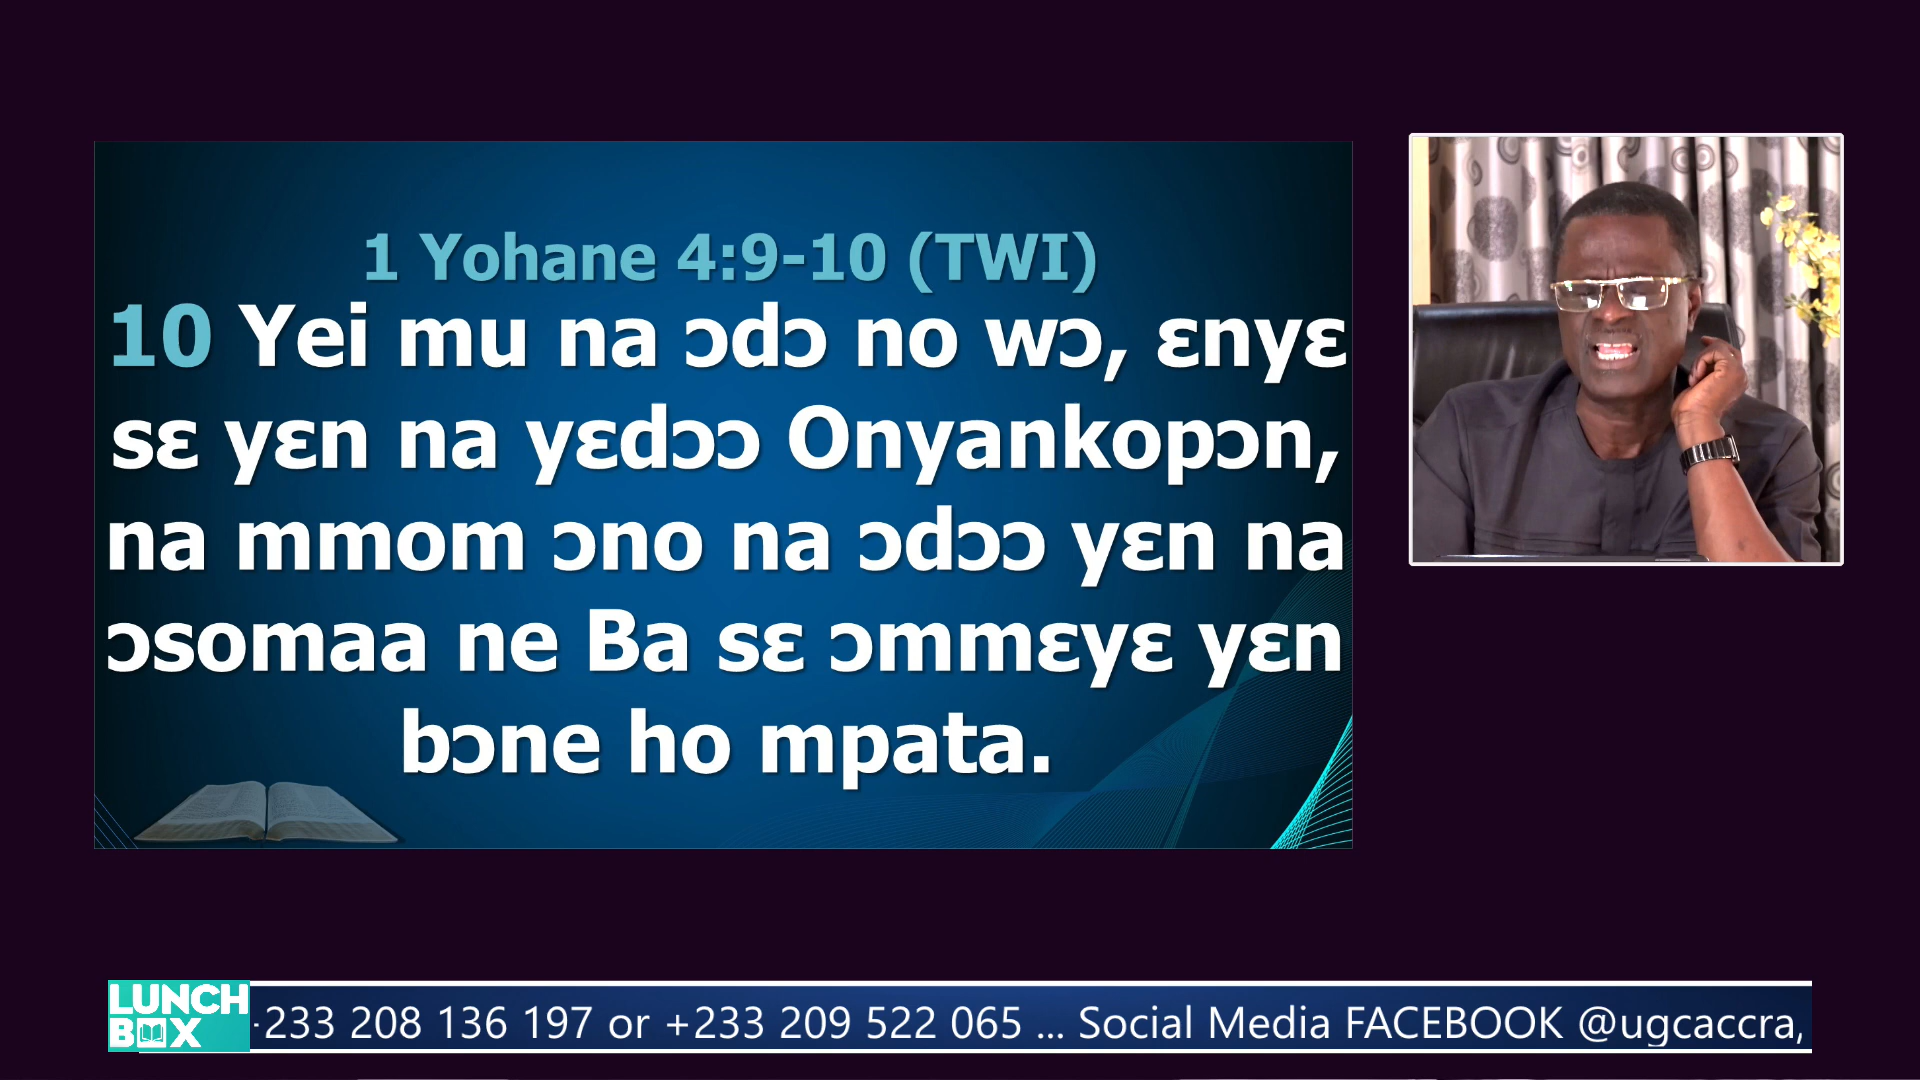 1 Yohane 4:9-10 (TWI)
10 Yei mu na ɔdɔ no wɔ, ɛnyɛ
sɛ yɛn na yɛdɔɔ Onyankopɔn,
na mmom ɔno na ɔdɔɔ yɛn na
ɔsomaa ne Ba sɛ ɔmmɛyɛ yɛn
bɔne ho mpata.
LUNCH
BOX
233 208 136 197 or +233 209 522 065 ... Social Media FACEBOOK @ugcaccra,